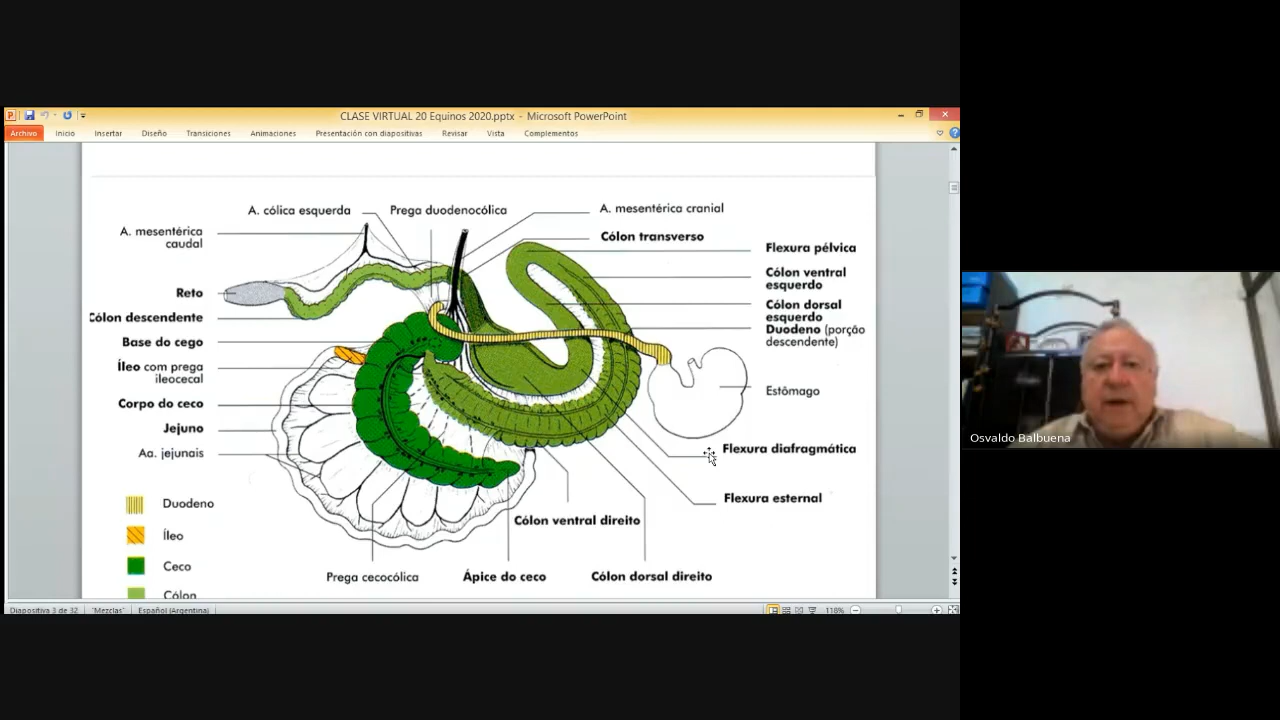 CLASE VIRTUAL 20 Equinos 2020.pptx - Microsoft PowerPoint
Archivo Inicio Insertar Diseño Transiciones Animaciones Presentación con diapositivas Revisar Vista Complementos
A. cólica esquerda
Prega duodenocólica
A. mesentérica cranial
A. mesentérica
caudal
Cólon transverso
Flexura pélvica
Cólon ventral
esquerdo
Reto
Cólon dorsal
esquerdo
Cólon descendente
Duodeno (porção
descendente)
Base do cego
Íleo com prega
ileocecal
Estômago
Corpo do ceco
Jejuno
Aa. jejunais
Flexura diafragmática
Flexura esternal
Duodeno
Íleo
Ceco
Cólon
Cólon ventral direito
Prega cecocólica
Ápice do ceco
Cólon dorsal direito
Osvaldo Balbuena
Diapositiva 3 de 32 "Mezclas" Español (Argentina) 118%